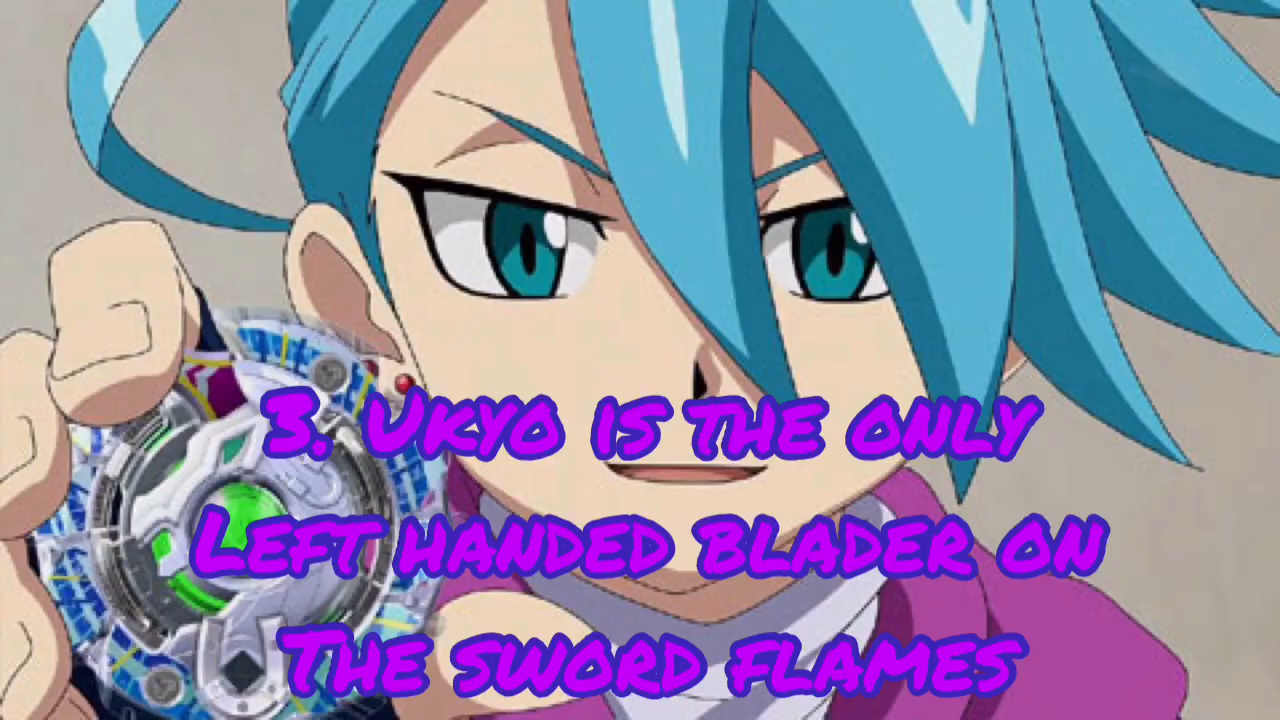 3. Ukyo is the only
Left handed blader on
The sword flames